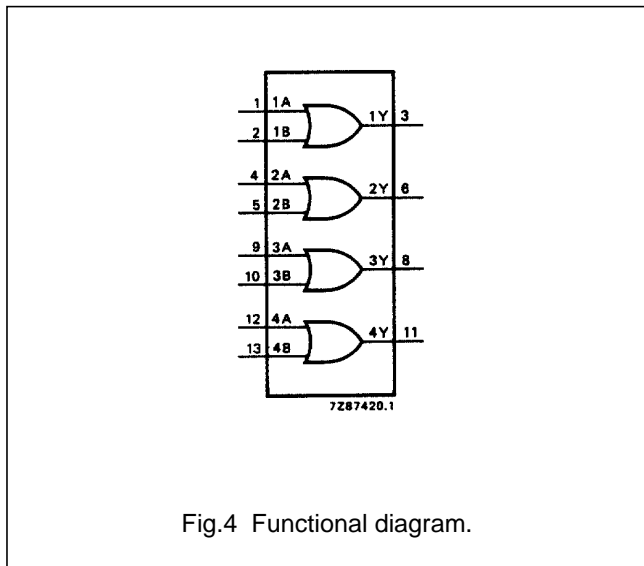 1 1A
1Y 3
2 1B
4 2A
2Y 6
5 2B
9 3A
3Y 8
10 3B
12 4A
4Y 11
13 4B
7Z87420.1
Fig.4 Functional diagram.